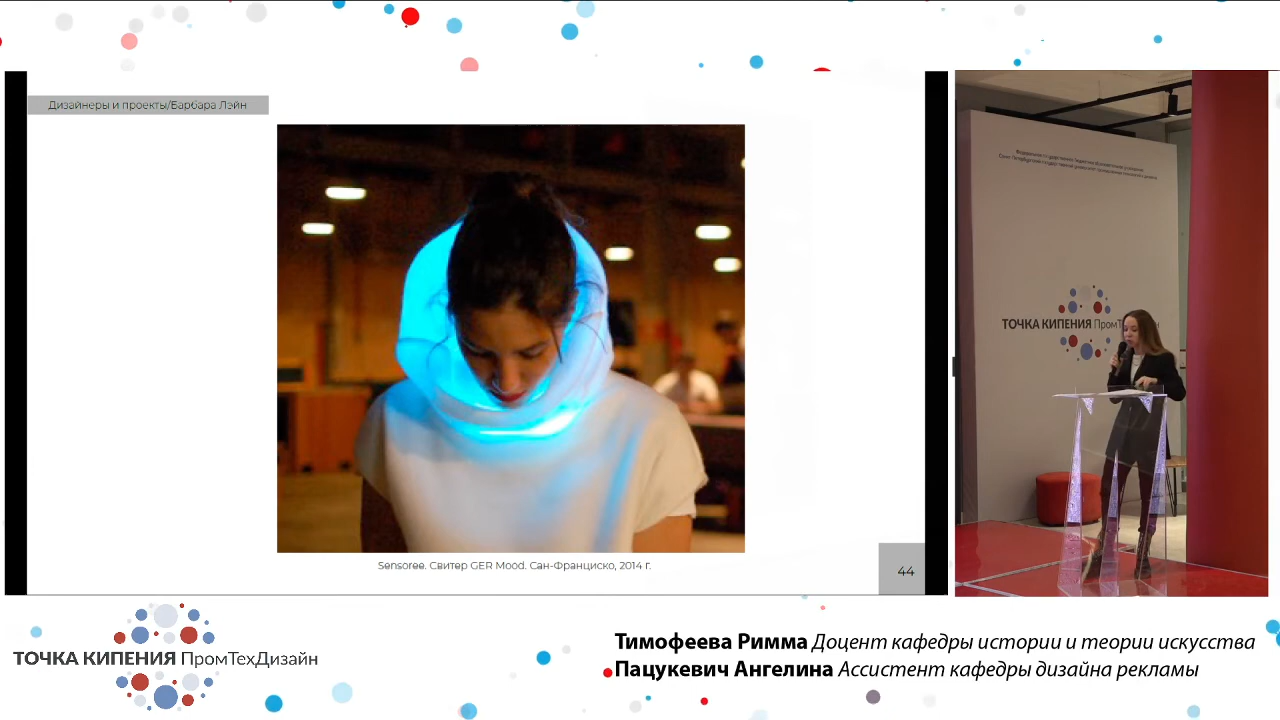 Дизайнеры и проекты/Барбара Лэйн
Sensoree. Свитер GER Mood. Сан-Франциско, 2014 г.
44
ТОЧКА КИПЕНИЯ ПромТ
ТОЧКА КИПЕНИЯ ПромТехДизайн
Тимофеева Римма Доцент кафедры истории и теории искусства
Пацукевич Ангелина Ассистент кафедры дизайна рекламы